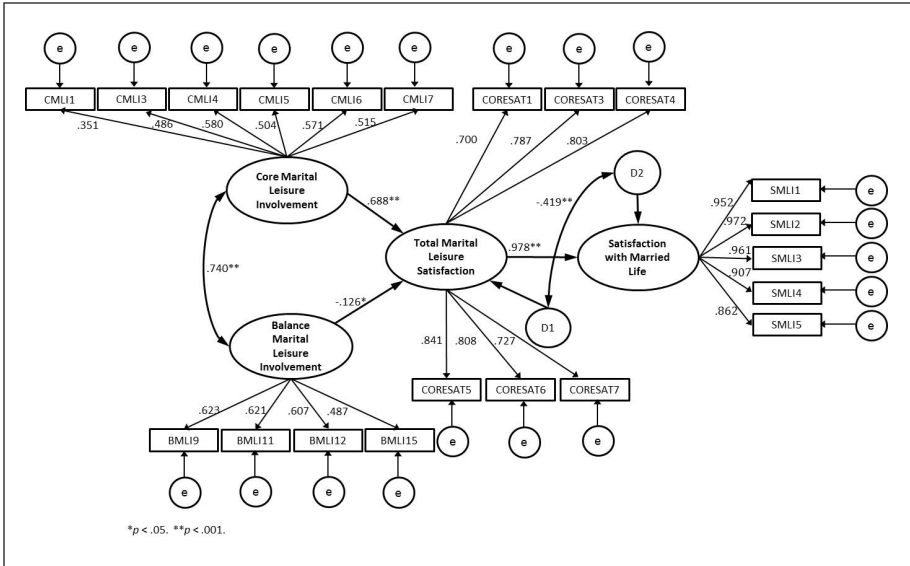 e e e e e e e e e
CMLI1 CMLI3 CMLI4 CMLI5 CMLI6 CMLI7 CORESAT1 CORESAT3 CORESAT4
.351 .486 .580 .504 .571 .515
.700 .787 .803
D2
Core Marital
Leisure
Involvement
.688**
-.419**
SMLI1 e
.952
SMLI2 e
.972
SMLI3 e
.961
SMLI4 e
.907
SMLI5 e
.862
Total Marital
Leisure
Satisfaction
.978**
Satisfaction
with Married
Life
.740**
-.126*
D1
Balance
Marital
Leisure
Involvement
.841 .808 .727
CORESAT5 CORESAT6 CORESAT7
e e e
.623 .621 .607 .487
BMLI9 BMLI11 BMLI12 BMLI15
e e e e
*p < .05. **p < .001.